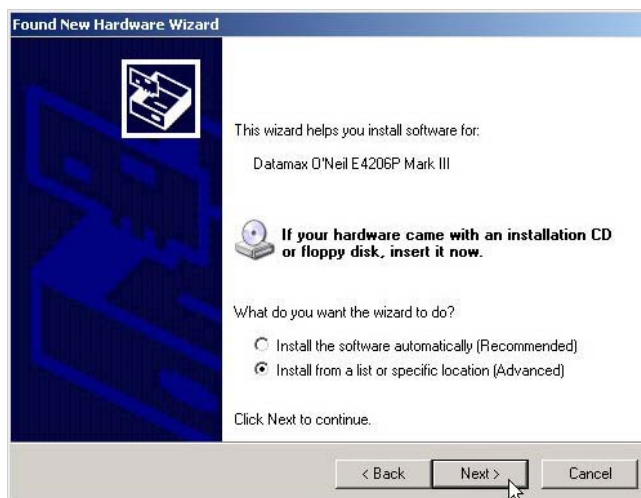 Found New Hardware Wizard
This wizard helps you install software for:
Datamax O'Neil E4206P Mark III
If your hardware came with an installation CD
or floppy disk, insert it now.
What do you want the wizard to do?
Install the software automatically (Recommended)
Install from a list or specific location (Advanced)
Click Next to continue.
< Back
Next >
Cancel